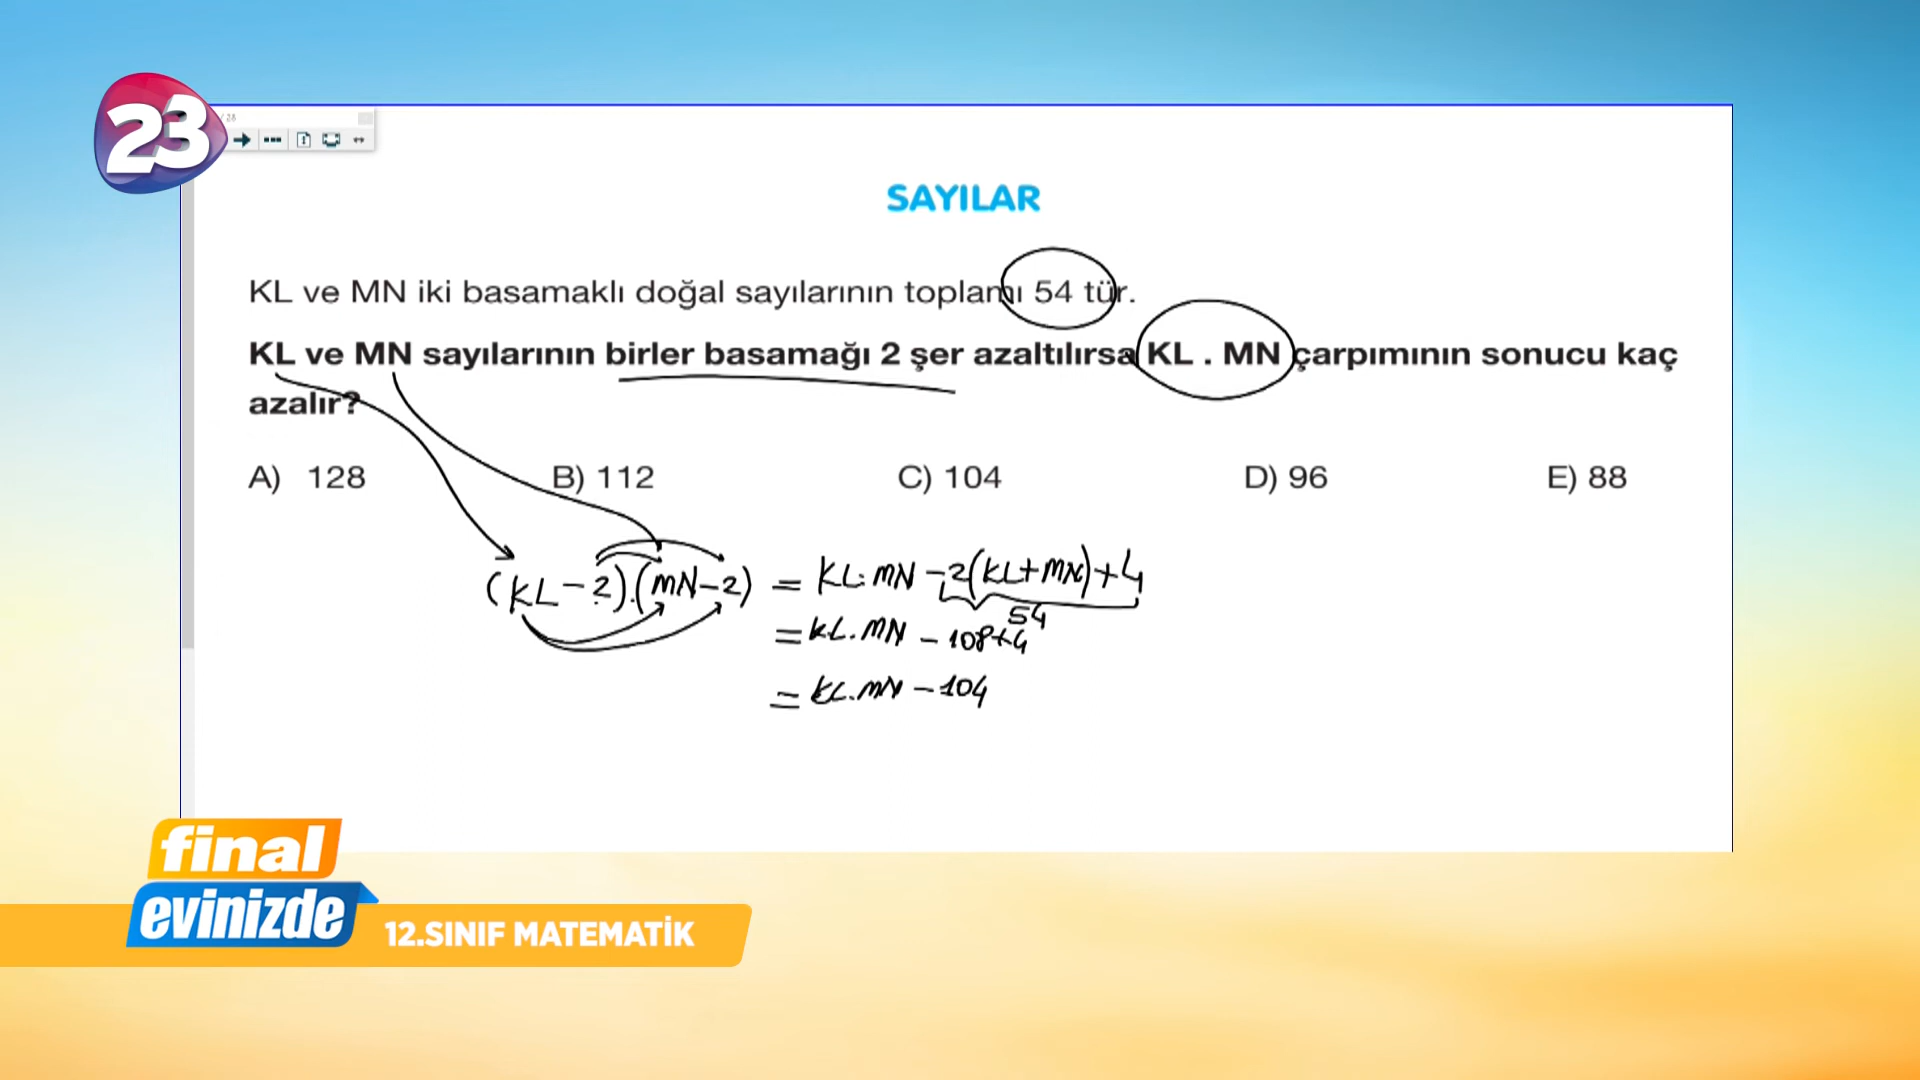 23
/ 28
SAYILAR
KL ve MN iki basamaklı doğal sayılarının toplamı 54 tür.
KL ve MN sayılarının birler basamağı 2 şer azaltılırsa KL . MN çarpımının sonucu kaç
azalır?
A) 128 B) 112 C) 104 D) 96 E) 88
(KL-2).(MN-2) = KL.MN-2(KL+MN)+4
54
= KL.MN - 108+4
= KL.MN - 104
final
evinizde
12.SINIF MATEMATİK